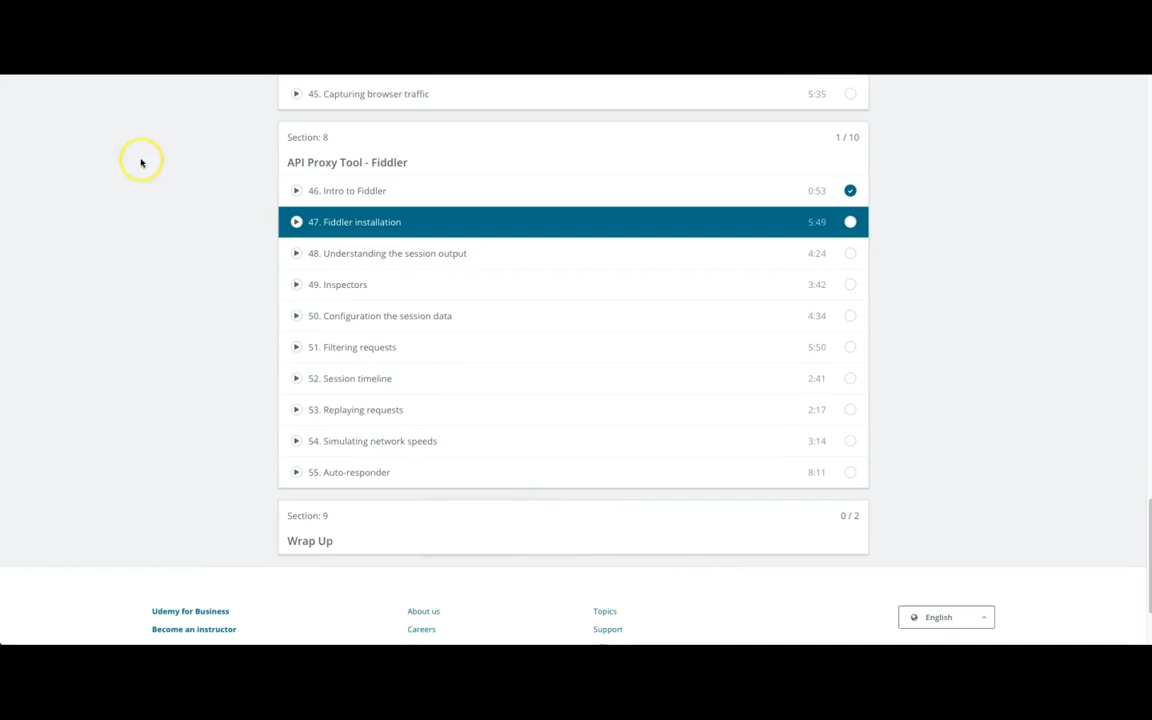 45. Capturing browser traffic 5:35
Section: 8 1 / 10
API Proxy Tool - Fiddler
46. Intro to Fiddler 0:53
47. Fiddler installation 5:49
48. Understanding the session output 4:24
49. Inspectors 3:42
50. Configuration the session data 4:34
51. Filtering requests 5:50
52. Session timeline 2:41
53. Replaying requests 2:17
54. Simulating network speeds 3:14
55. Auto-responder 8:11
Section: 9 0 / 2
Wrap Up
Udemy for Business About us Topics English
Become an instructor Careers Support